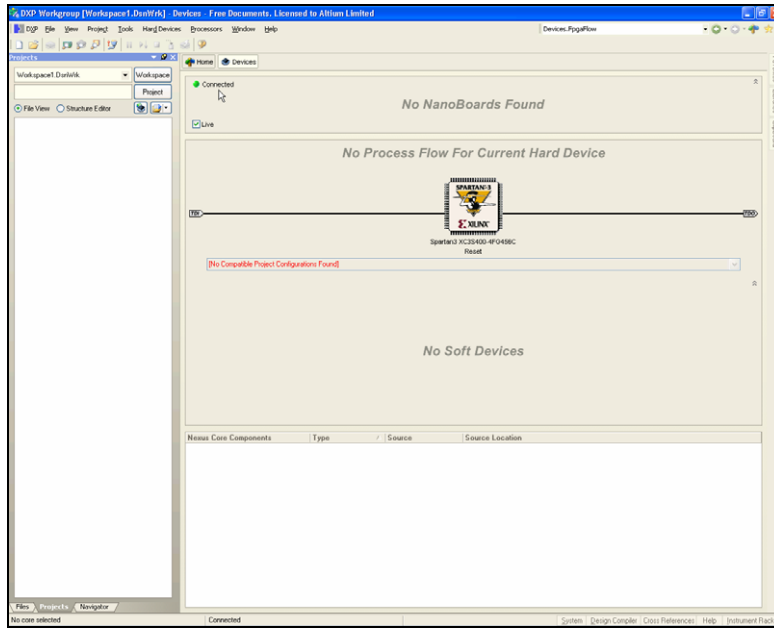 DXP Workgroup [Workspace1.DsnWrk] - Devices - Free Documents. Licensed to Altium Limited
DXP File View Project Tools Hard Devices Processors Window Help
Devices.FpgaFlow
Projects
Home Devices
Workspace1.DsnWrk Workspace
Project
File View Structure Editor
Connected
No NanoBoards Found
Live
No Process Flow For Current Hard Device
SPARTAN-3
XILINX
TDI
TDO
Spartan3 XC3S400-4FG456C
Reset
[No Compatible Project Configurations Found]
No Soft Devices
Nexus Core Components Type / Source Source Location
Files Projects Navigator
No core selected Connected System Design Compiler Cross References Help Instrument Rack